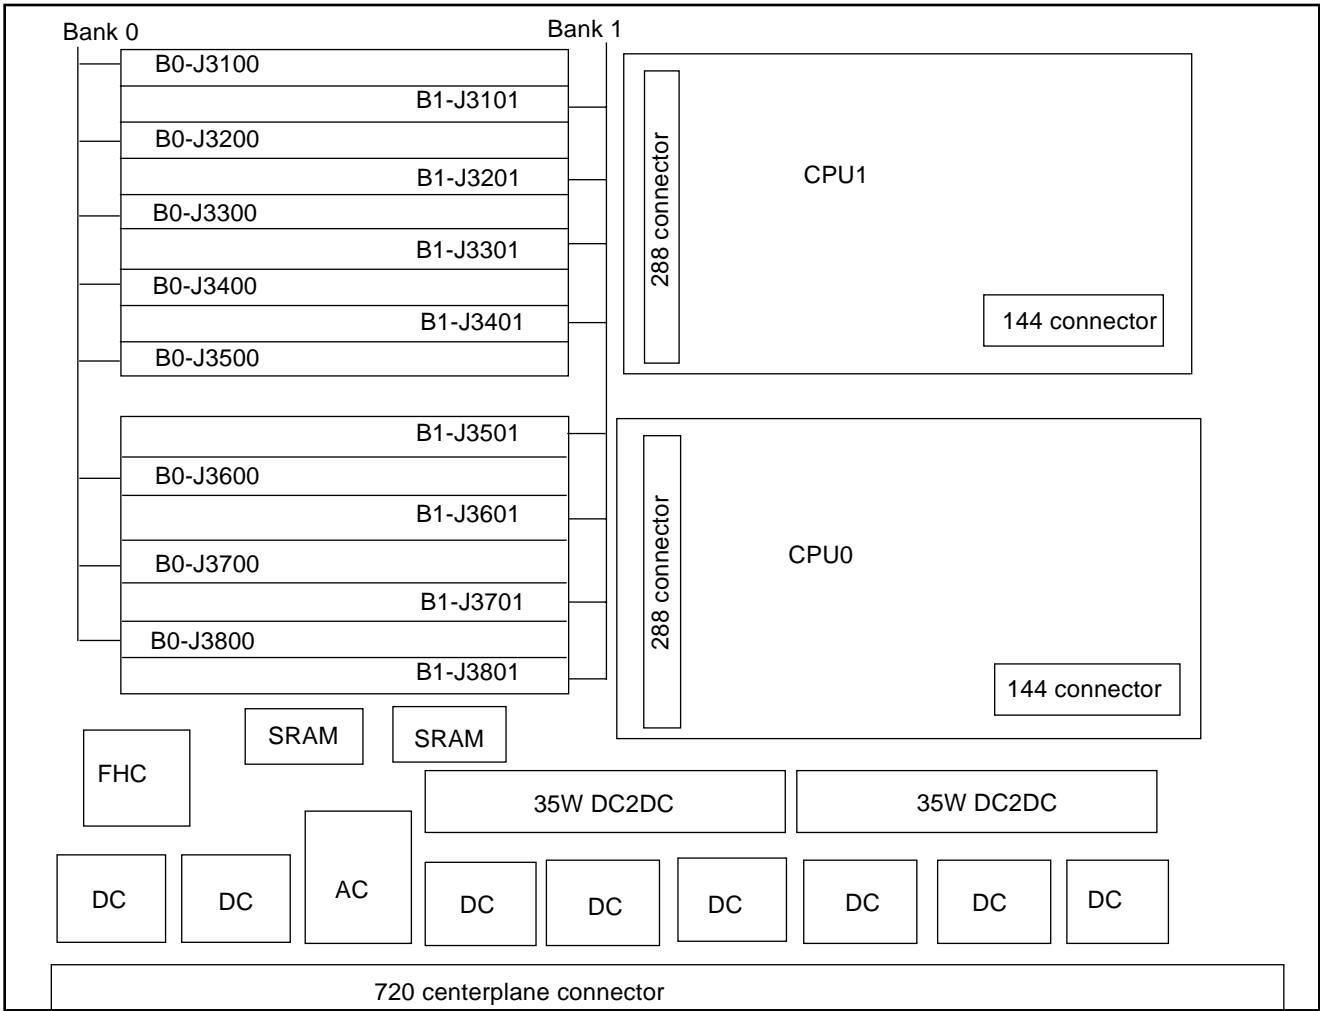 Bank 0
Bank 1
B0-J3100
B1-J3101
B0-J3200
B1-J3201
B0-J3300
B1-J3301
B0-J3400
B1-J3401
B0-J3500
288 connector
CPU1
144 connector
B1-J3501
B0-J3600
B1-J3601
B0-J3700
B1-J3701
B0-J3800
B1-J3801
288 connector
CPU0
144 connector
SRAM
SRAM
FHC
35W DC2DC
35W DC2DC
DC
DC
AC
DC
DC
DC
DC
DC
DC
720 centerplane connector